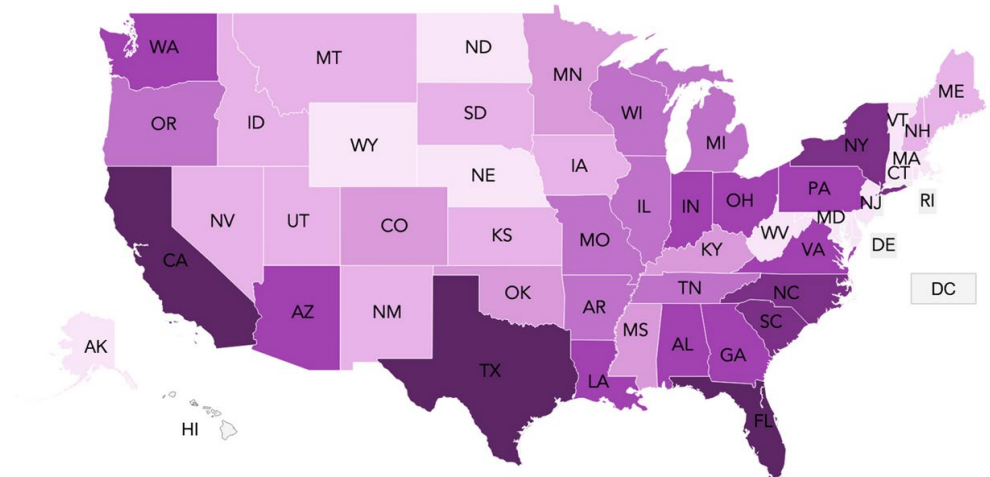 WA
MT
ND
MN
ME
SD
WI
OR
ID
MI
VT
NH
NY
WY
MA
IA
NE
CT
PA
RI
OH
NJ
IL
IN
NV
UT
CO
MD
WV
KS
MO
DE
KY
VA
CA
TN
DC
OK
NC
AZ
NM
AR
SC
MS
AL
GA
AK
TX
LA
FL
HI